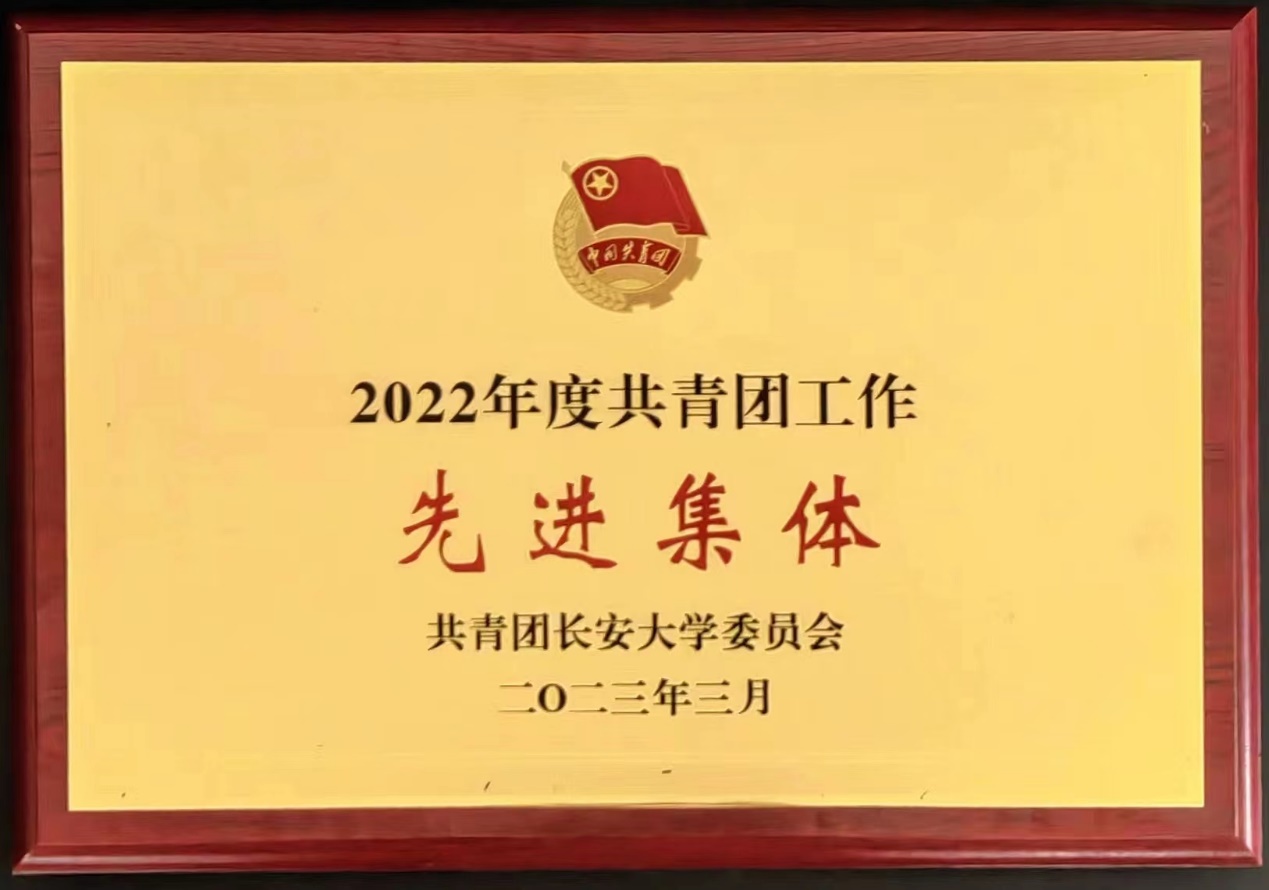 中国共青团
2022年度共青团工作
先进集体
共青团长安大学委员会
二O二三年三月